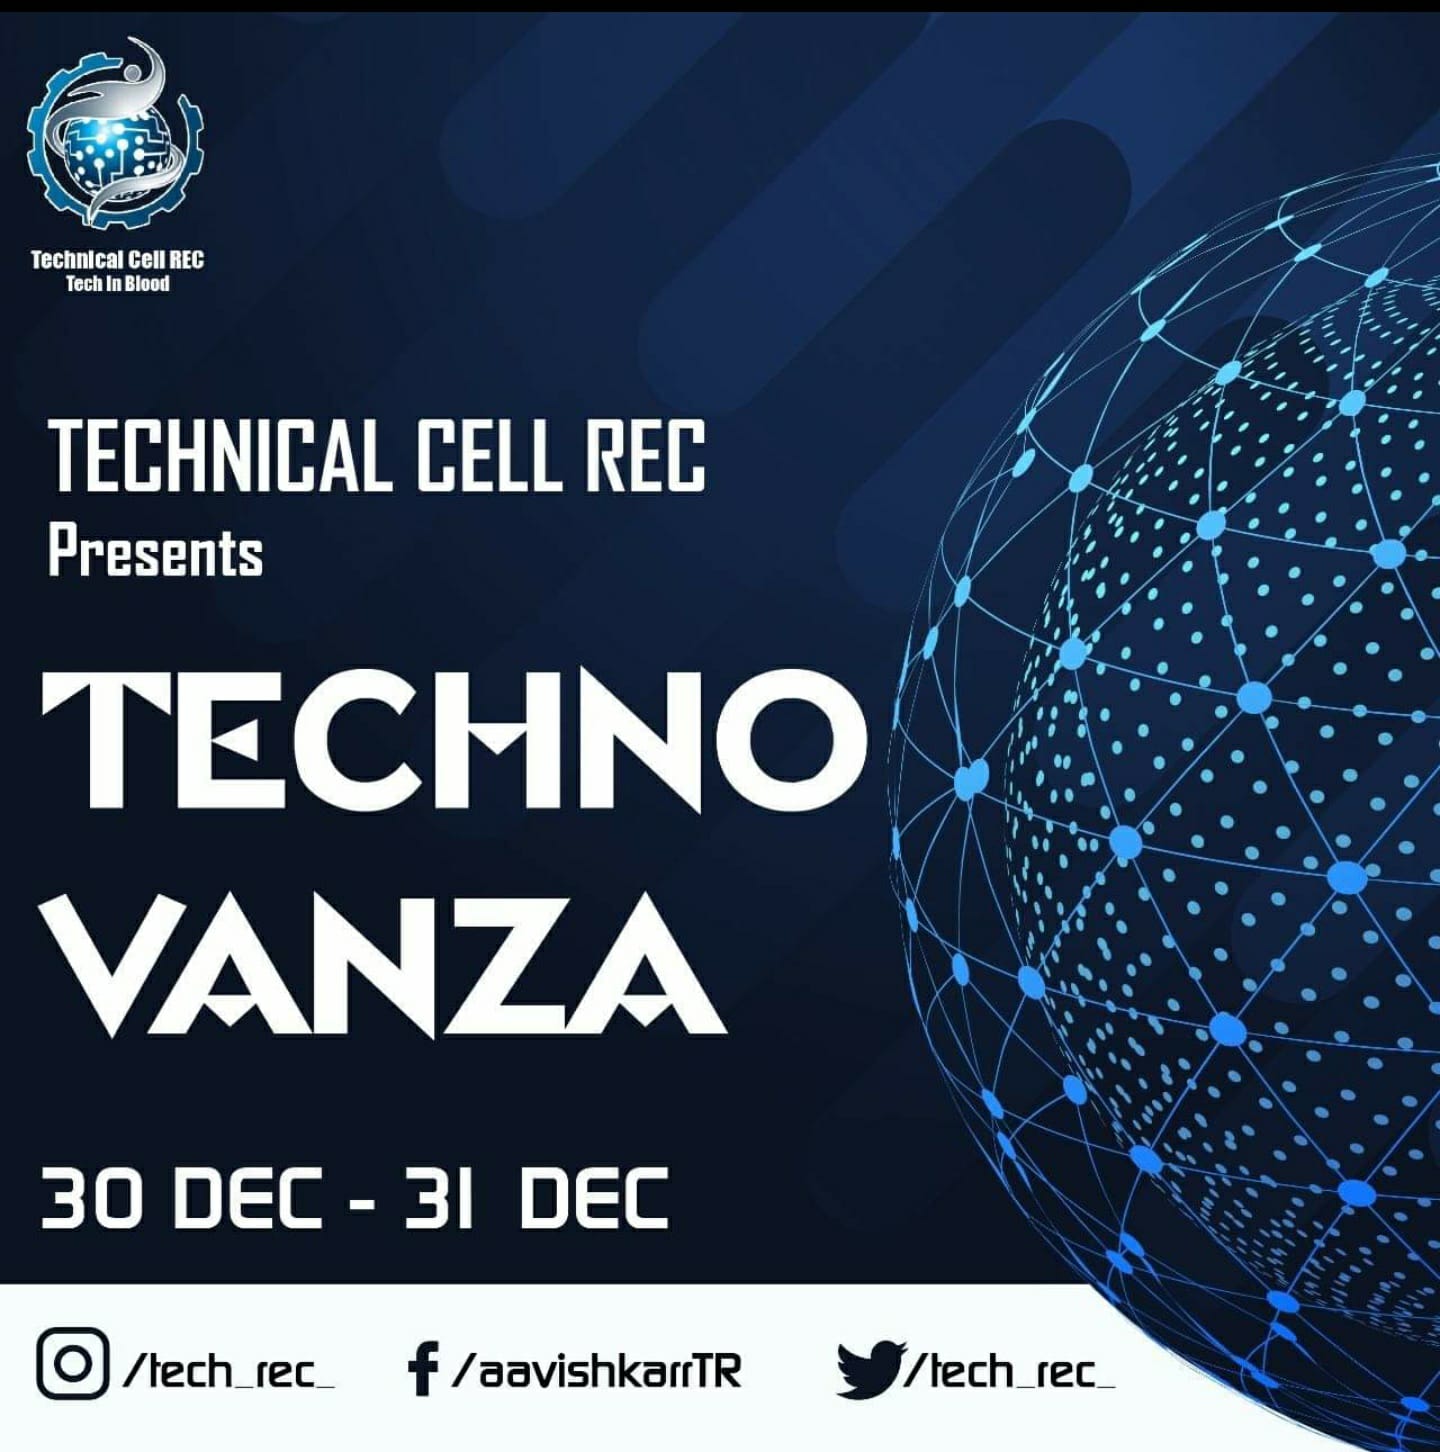 Technical Cell REC
Tech In Blood
TECHNICAL CELL REC
Presents
TECHNO
VANZA
30 DEC - 31 DEC
/tech_rec_ /aavishkarrTR /tech_rec_